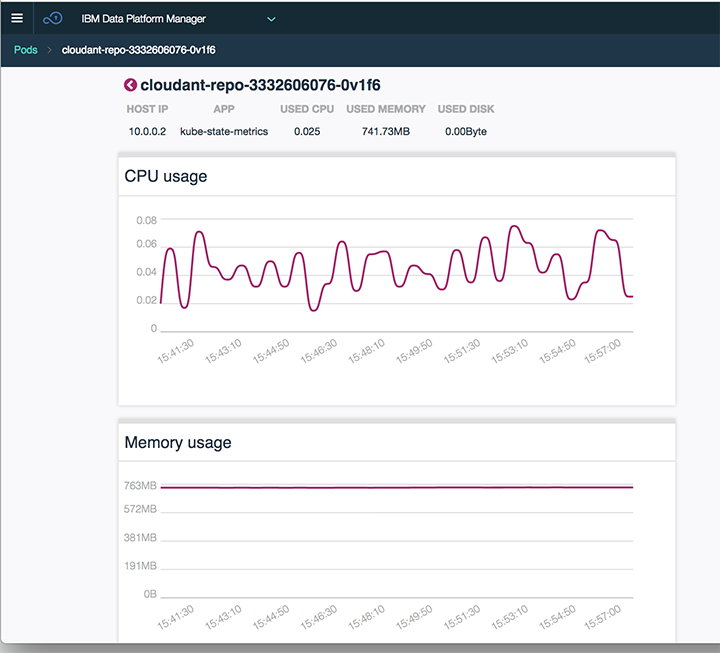 IBM Data Platform Manager
Pods > cloudant-repo-3332606076-0v1f6
cloudant-repo-3332606076-0v1f6
HOST IP APP USED CPU USED MEMORY USED DISK
10.0.0.2 kube-state-metrics 0.025 741.73MB 0.00Byte
CPU usage
0.08
0.06
0.04
0.02
0
15:41:30 15:43:10 15:44:50 15:46:30 15:48:10 15:49:50 15:51:30 15:53:10 15:54:50 15:57:00
Memory usage
763MB
572MB
381MB
191MB
0B
15:41:30 15:43:10 15:44:50 15:46:30 15:48:10 15:49:50 15:51:30 15:53:10 15:54:50 15:57:00